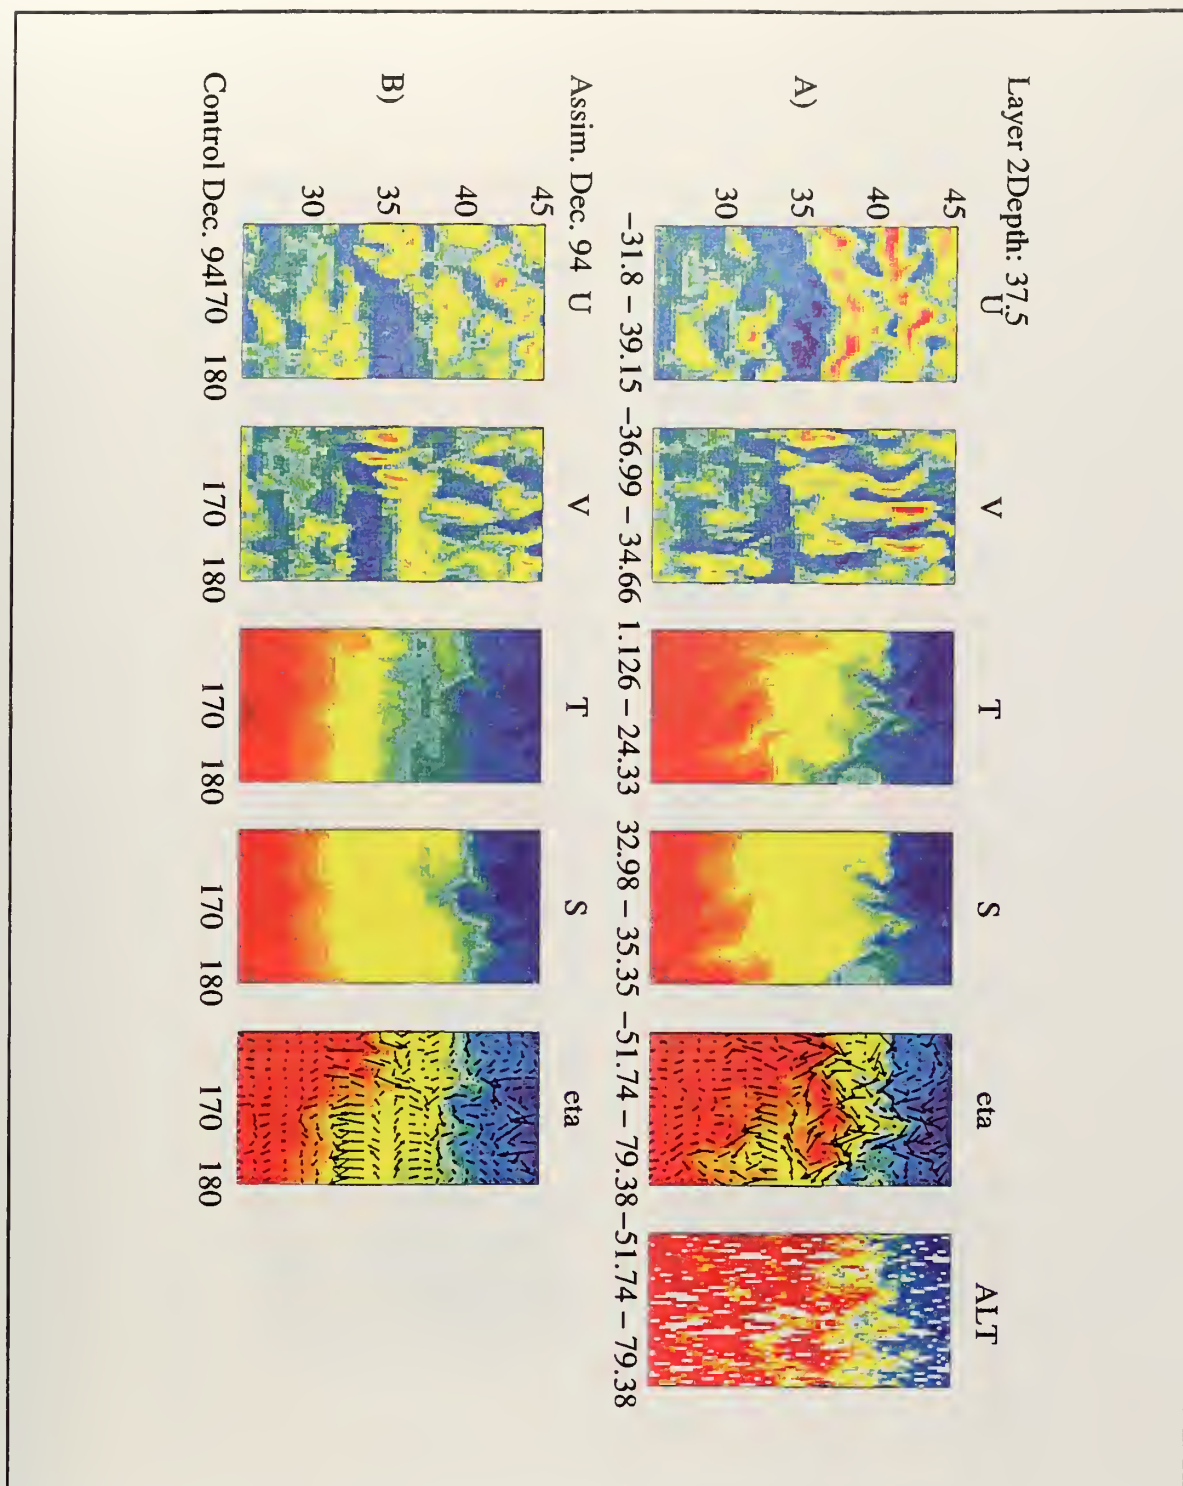 Layer 2Depth: 37.5
U V T S eta ALT
45
40
A)
35
30
−31.8 − 39.15 −36.99 − 34.66 1.126 − 24.33 32.98 − 35.35 −51.74 − 79.38 −51.74 − 79.38
Assim. Dec. 94 U V T S eta
45
40
B)
35
30
Control Dec. 94 170 180 170 180 170 180 170 180 170 180